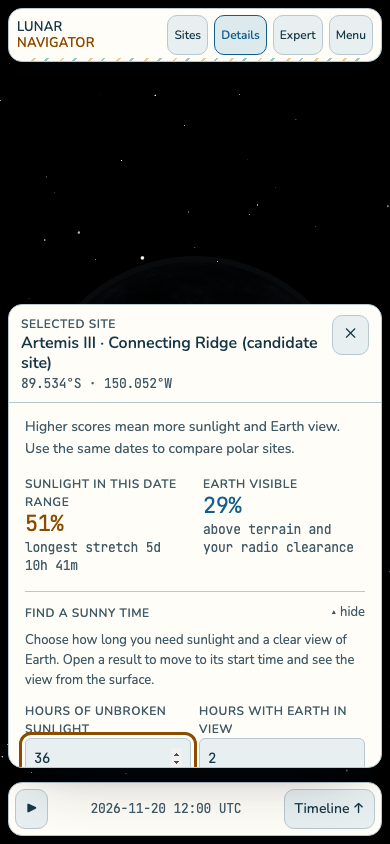 LUNAR
NAVIGATOR
Sites
Details
Expert
Menu
SELECTED SITE
Artemis III · Connecting Ridge (candidate
site)
89.534°S · 150.052°W
×
Higher scores mean more sunlight and Earth view.
Use the same dates to compare polar sites.
SUNLIGHT IN THIS DATE
RANGE
51%
longest stretch 5d
10h 41m
EARTH VISIBLE
29%
above terrain and
your radio clearance
FIND A SUNNY TIME
▴ hide
Choose how long you need sunlight and a clear view of
Earth. Open a result to move to its start time and see the
view from the surface.
HOURS OF UNBROKEN
SUNLIGHT
36
HOURS WITH EARTH IN
VIEW
2
2026-11-20 12:00 UTC
Timeline ↑